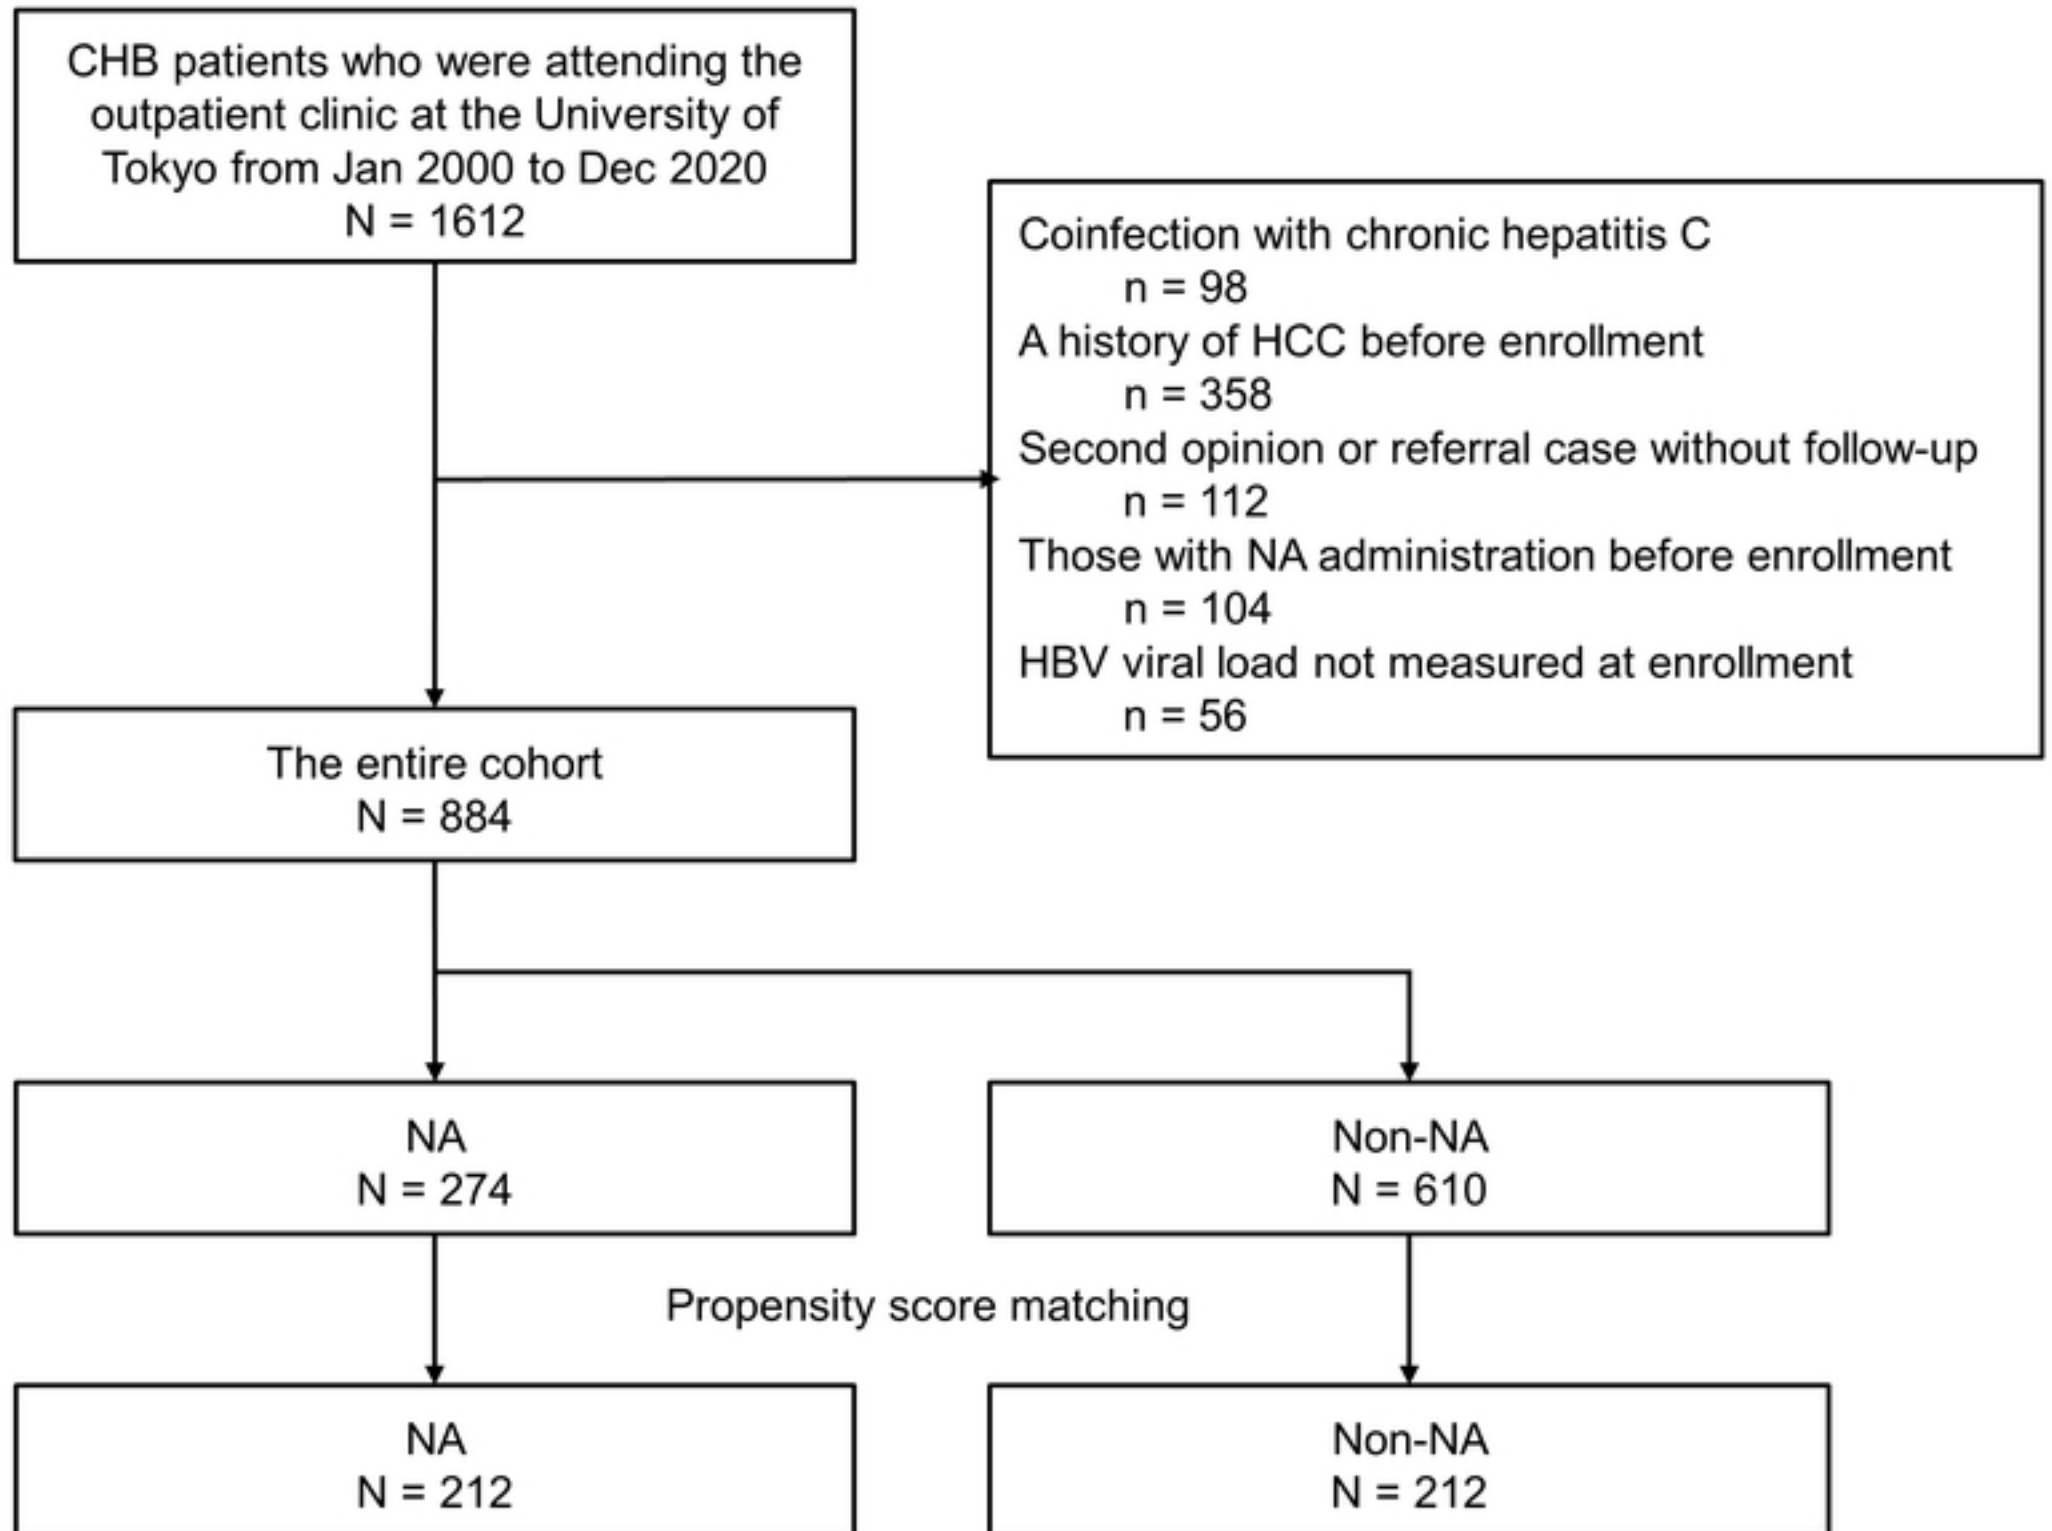 CHB patients who were attending the
outpatient clinic at the University of
Tokyo from Jan 2000 to Dec 2020
N = 1612
Coinfection with chronic hepatitis C
n = 98
A history of HCC before enrollment
n = 358
Second opinion or referral case without follow-up
n = 112
Those with NA administration before enrollment
n = 104
HBV viral load not measured at enrollment
n = 56
The entire cohort
N = 884
NA
N = 274
Non-NA
N = 610
Propensity score matching
NA
N = 212
Non-NA
N = 212